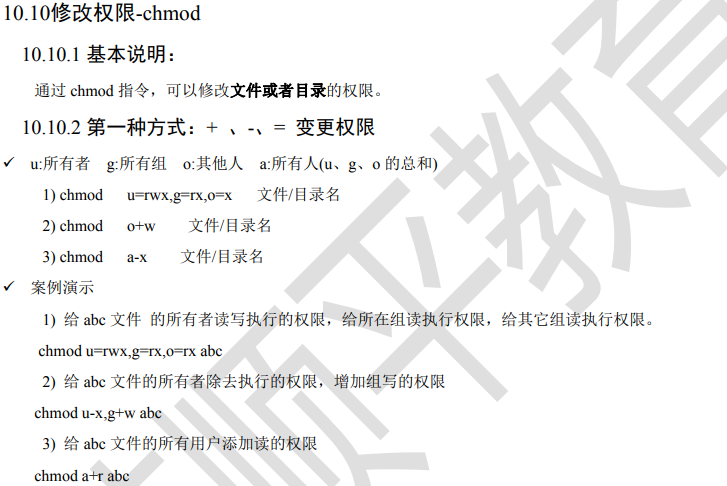 10.10修改权限-chmod
10.10.1 基本说明：
通过 chmod 指令，可以修改文件或者目录的权限。
10.10.2 第一种方式：+ 、-、= 变更权限
✓ u:所有者 g:所有组 o:其他人 a:所有人(u、g、o 的总和)
1) chmod u=rwx,g=rx,o=x 文件/目录名
2) chmod o+w 文件/目录名
3) chmod a-x 文件/目录名
✓ 案例演示
1) 给 abc 文件 的所有者读写执行的权限，给所在组读执行权限，给其它组读执行权限。
chmod u=rwx,g=rx,o=rx abc
2) 给 abc 文件的所有者除去执行的权限，增加组写的权限
chmod u-x,g+w abc
3) 给 abc 文件的所有用户添加读的权限
chmod a+r abc
顺平教育